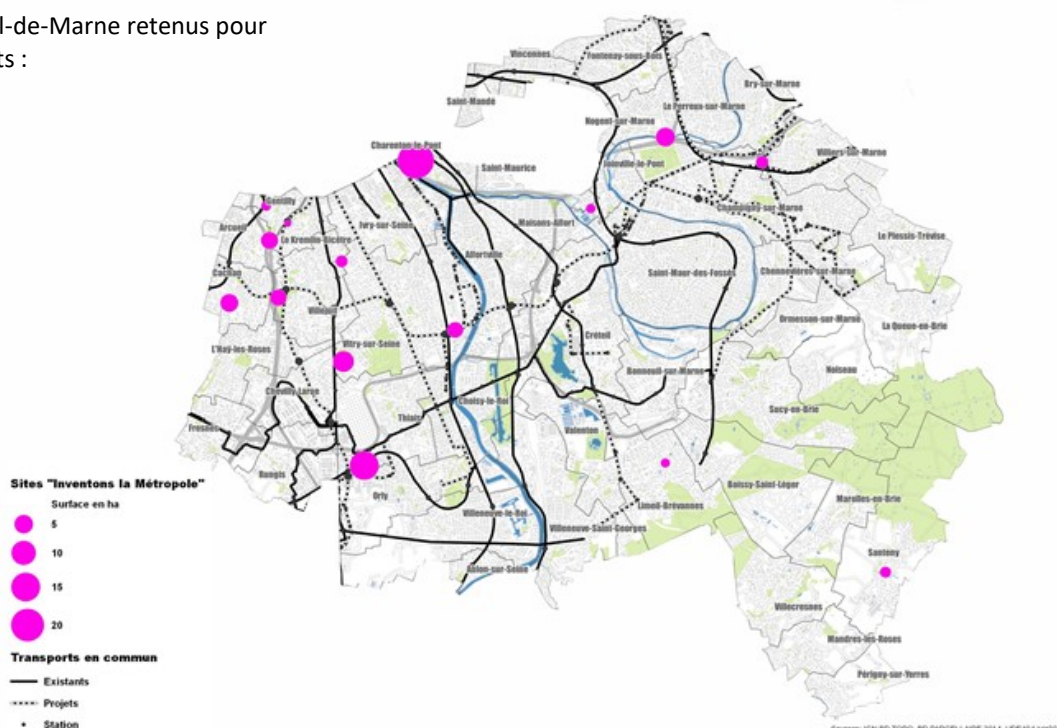 l-de-Marne retenus pour
ts :
Vincennes
Fontenay-sous-Bois
Bry-sur-Marne
Saint-Mandé
Le Perreux-sur-Marne
Nogent-sur-Marne
Charenton-le-Pont
Saint-Maurice
Joinville-le-Pont
Villiers-sur-Marne
Gentilly
Champigny-sur-Marne
Arcueil
Le Kremlin-Bicêtre
Ivry-sur-Seine
Maisons-Alfort
Le Plessis-Trévise
Cachan
Alfortville
Saint-Maur-des-Fossés
Chennevières-sur-Marne
Villejuif
Ormesson-sur-Marne
La Queue-en-Brie
L'Haÿ-les-Roses
Vitry-sur-Seine
Créteil
Bonneuil-sur-Marne
Noiseau
Chevilly-Larue
Choisy-le-Roi
Sucy-en-Brie
Fresnes
Thiais
Valenton
Rungis
Orly
Boissy-Saint-Léger
Marolles-en-Brie
Limeil-Brévannes
Villeneuve-le-Roi
Villeneuve-Saint-Georges
Santeny
Ablon-sur-Seine
Villecresnes
Mandres-les-Roses
Périgny-sur-Yerres
Sites "Inventons la Métropole"
Surface en ha
5
10
15
20
Transports en commun
Existants
Projets
Station